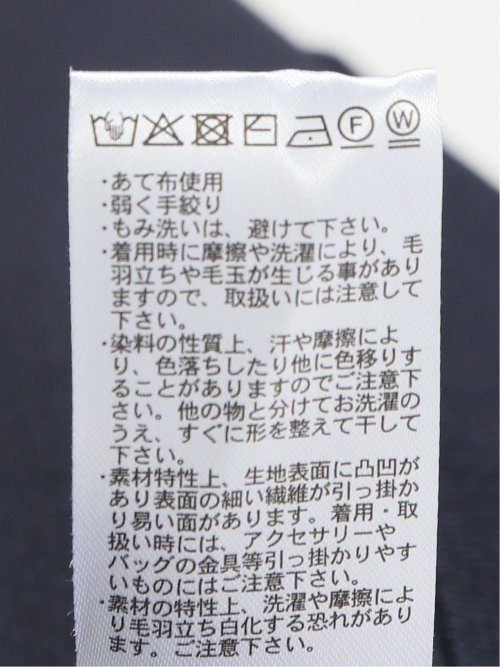 F W
・あて布使用
・弱く手絞り
・もみ洗いは、避けて下さい。
・着用時に摩擦や洗濯により、毛
羽立ちや毛玉が生じる事があり
ますので、取扱いには注意して
下さい。
・染料の性質上、汗や摩擦によ
り、色落ちしたり他に色移りす
ることがありますのでご注意下
さい。他の物と分けてお洗濯の
うえ、すぐに形を整えて干して
下さい。
・素材特性上、生地表面に凸凹が
あり表面の細い繊維が引っ掛か
り易い面があります。着用・取
扱い時には、アクセサリーや
バッグの金具等引っ掛かりやす
いものにはご注意下さい。
・素材の特性上、洗濯や摩擦によ
り毛羽立ち白化する恐れがあり
ます。ご注意下さい。